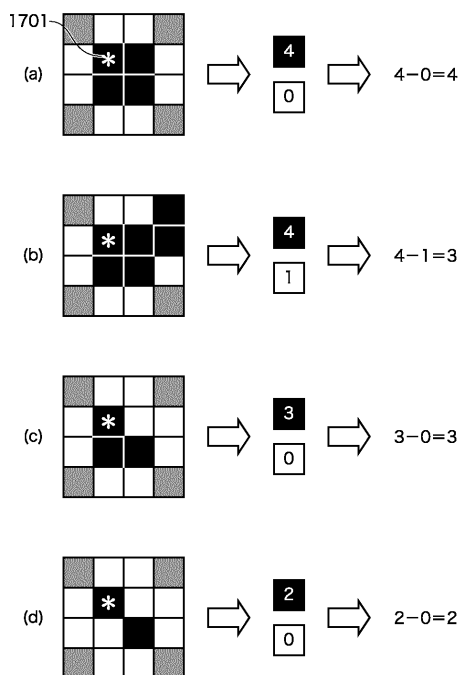 1701
(a) * 4 0 4−0=4
(b) * 4 1 4−1=3
(c) * 3 0 3−0=3
(d) * 2 0 2−0=2